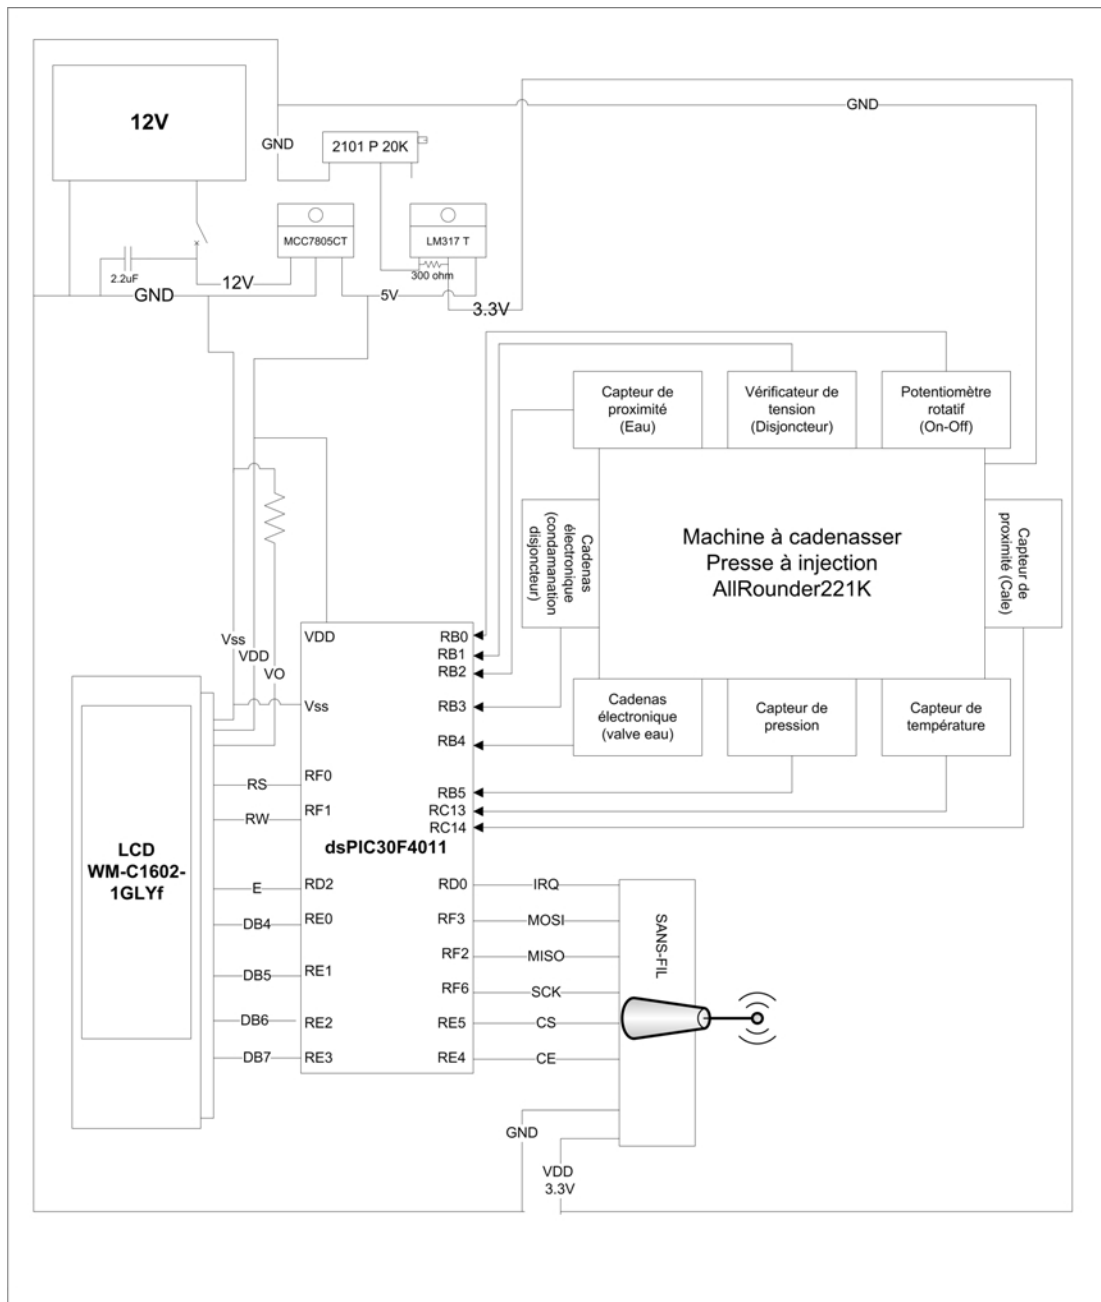 12V
GND
2101 P 20K
GND
MCC7805CT
LM317 T
300 ohm
2.2uF
12V
GND
5V
3.3V
Capteur de
proximité
(Eau)
Vérificateur de
tension
(Disjoncteur)
Potentiomètre
rotatif
(On-Off)
Cadenas
électronique
(condamanation
disjoncteur)
Machine à cadenasser
Presse à injection
AllRounder221K
Capteur de
proximité (Cale)
Cadenas
électronique
(valve eau)
Capteur de
pression
Capteur de
température
Vss
VDD
VO
VDD
Vss
RF0
RF1
dsPIC30F4011
RD2
RE0
RE1
RE2
RE3
RB0
RB1
RB2
RB3
RB4
RB5
RC13
RC14
RD0
RF3
RF2
RF6
RE5
RE4
RS
RW
E
DB4
DB5
DB6
DB7
LCD
WM-C1602-
1GLYf
IRQ
MOSI
MISO
SCK
CS
CE
SANS-FIL
GND
VDD
3.3V